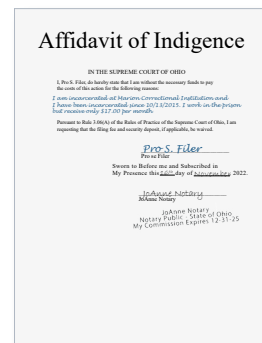 Affidavit of Indigence
IN THE SUPREME COURT OF OHIO
I, Pro S. Filer, do hereby state that I am without the necessary funds to pay
the costs of this action for the following reasons:
I am incarcerated at Marion Correctional Institution and
I have been incarcerated since 10/13/2015. I work in the prison
but receive only $17.00 per month.
Pursuant to Rule 3.06(A) of the Rules of Practice of the Supreme Court of Ohio, I am
requesting that the filing fee and security deposit, if applicable, be waived.
Pro S. Filer
Pro se Filer
Sworn to Before me and Subscribed in
My Presence this day of November 2022.
JoAnne Notary
JoAnne Notary
JoAnne Notary
Notary Public State of Ohio
My Commission Expires 12-31-25